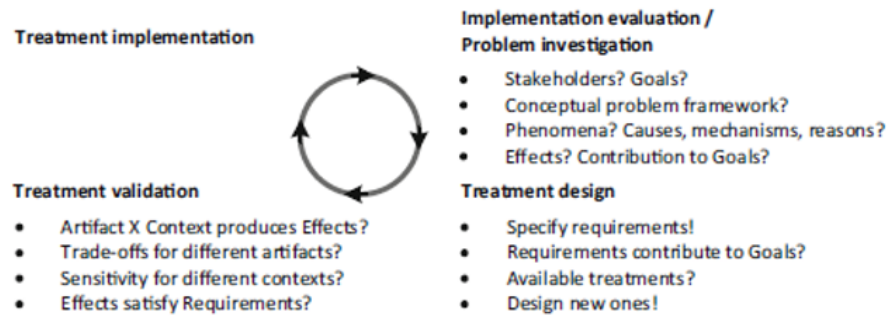 Treatment implementation
Implementation evaluation /
Problem investigation
• Stakeholders? Goals?
• Conceptual problem framework?
• Phenomena? Causes, mechanisms, reasons?
• Effects? Contribution to Goals?
Treatment validation
• Artifact X Context produces Effects?
• Trade-offs for different artifacts?
• Sensitivity for different contexts?
• Effects satisfy Requirements?
Treatment design
• Specify requirements!
• Requirements contribute to Goals?
• Available treatments?
• Design new ones!